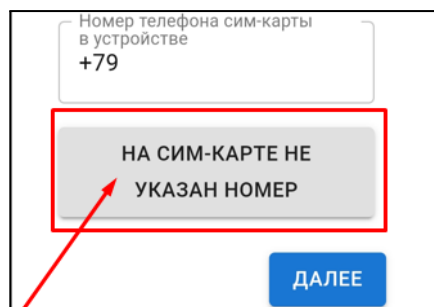 Номер телефона сим-карты
в устройстве
+79
НА СИМ-КАРТЕ НЕ
УКАЗАН НОМЕР
ДАЛЕЕ